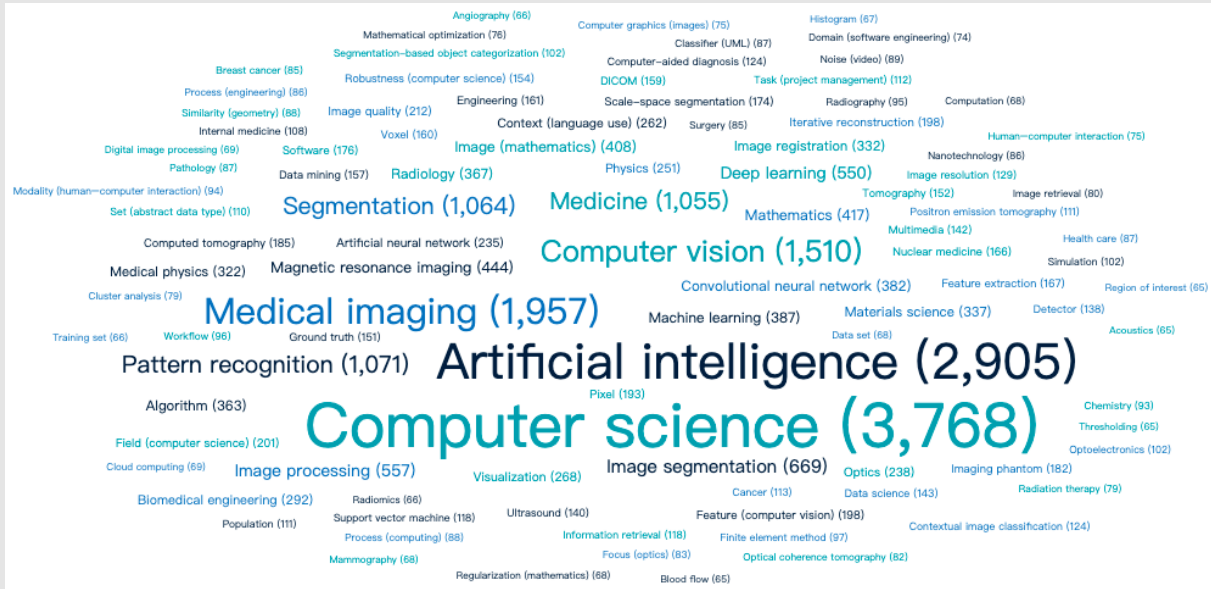 Angiography (66)
Computer graphics (images) (75)
Histogram (67)
Mathematical optimization (76)
Classifier (UML) (87)
Domain (software engineering) (74)
Segmentation-based object categorization (102)
Computer-aided diagnosis (124)
Noise (video) (89)
Breast cancer (85)
Robustness (computer science) (154)
DICOM (159)
Task (project management) (112)
Process (engineering) (86)
Engineering (161)
Scale-space segmentation (174)
Radiography (95)
Computation (68)
Similarity (geometry) (88)
Image quality (212)
Context (language use) (262)
Surgery (85)
Iterative reconstruction (198)
Internal medicine (108)
Voxel (160)
Human-computer interaction (75)
Digital image processing (69)
Software (176)
Image (mathematics) (408)
Image registration (332)
Nanotechnology (86)
Pathology (87)
Data mining (157)
Radiology (367)
Physics (251)
Deep learning (550)
Image resolution (129)
Modality (human-computer interaction) (94)
Tomography (152)
Image retrieval (80)
Set (abstract data type) (110)
Segmentation (1,064)
Medicine (1,055)
Mathematics (417)
Positron emission tomography (111)
Multimedia (142)
Computed tomography (185)
Artificial neural network (235)
Computer vision (1,510)
Nuclear medicine (166)
Health care (87)
Medical physics (322)
Magnetic resonance imaging (444)
Simulation (102)
Cluster analysis (79)
Convolutional neural network (382)
Feature extraction (167)
Region of interest (65)
Medical imaging (1,957)
Machine learning (387)
Materials science (337)
Detector (138)
Training set (66)
Workflow (96)
Ground truth (151)
Data set (68)
Acoustics (65)
Pattern recognition (1,071)
Artificial intelligence (2,905)
Pixel (193)
Algorithm (363)
Computer science (3,768)
Chemistry (93)
Thresholding (65)
Field (computer science) (201)
Optoelectronics (102)
Cloud computing (69)
Image processing (557)
Visualization (268)
Image segmentation (669)
Optics (238)
Imaging phantom (182)
Biomedical engineering (292)
Radiomics (66)
Cancer (113)
Data science (143)
Radiation therapy (79)
Population (111)
Support vector machine (118)
Ultrasound (140)
Feature (computer vision) (198)
Contextual image classification (124)
Process (computing) (88)
Information retrieval (118)
Finite element method (97)
Mammography (68)
Focus (optics) (83)
Optical coherence tomography (82)
Regularization (mathematics) (68)
Blood flow (65)